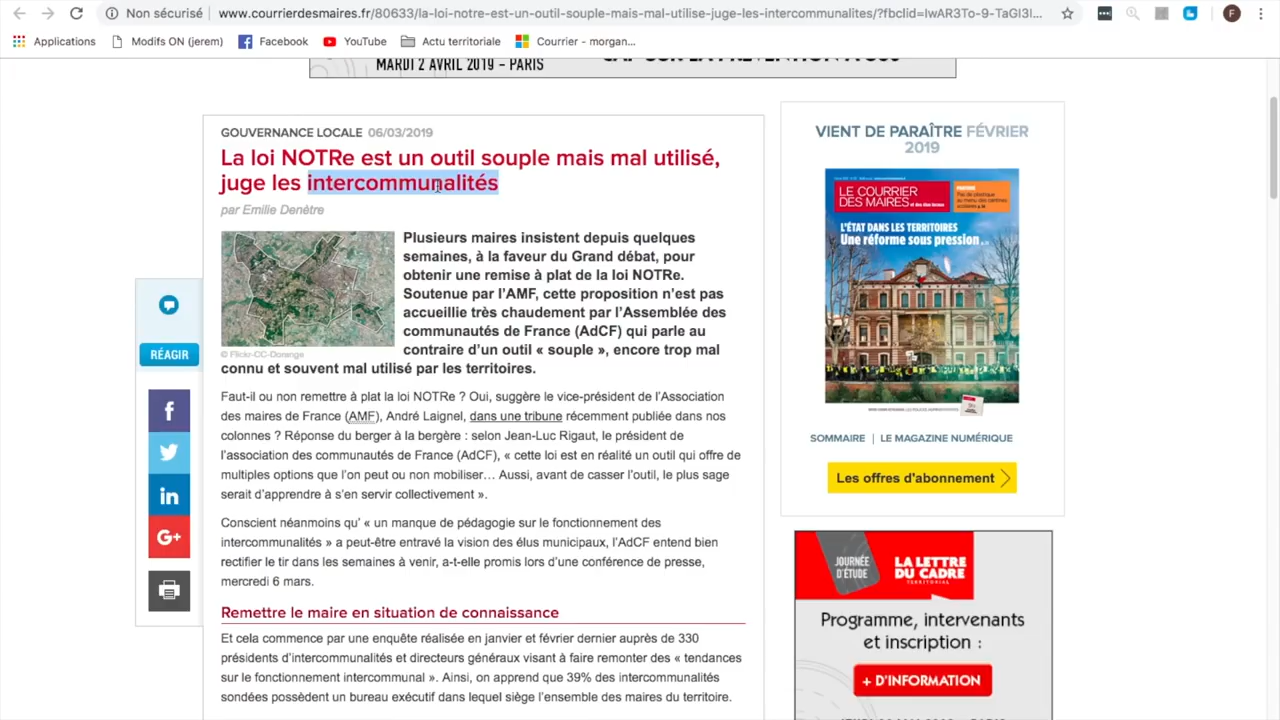 Non sécurisé
www.courrierdesmaires.fr/80633/la-loi-notre-est-un-outil-souple-mais-mal-utilise-juge-les-intercommunalites/?fbclid=IwAR3To-9-TaGI3I...
F
Applications
Modifs ON (jerem)
Facebook
YouTube
Actu territoriale
Courrier - morgan...
MARDI 2 AVRIL 2019 – PARIS
GOUVERNANCE LOCALE 06/03/2019
La loi NOTRe est un outil souple mais mal utilisé,
juge les intercommunalités
par Emilie Denètre
Plusieurs maires insistent depuis quelques
semaines, à la faveur du Grand débat, pour
obtenir une remise à plat de la loi NOTRe.
Soutenue par l’AMF, cette proposition n’est pas
accueillie très chaudement par l’Assemblée des
communautés de France (AdCF) qui parle au
contraire d’un outil « souple », encore trop mal
© Flickr-CC-Dorange
connu et souvent mal utilisé par les territoires.
RÉAGIR
Faut-il ou non remettre à plat la loi NOTRe ? Oui, suggère le vice-président de l’Association
des maires de France (AMF), André Laignel, dans une tribune récemment publiée dans nos
colonnes ? Réponse du berger à la bergère : selon Jean-Luc Rigaut, le président de
l’association des communautés de France (AdCF), « cette loi est en réalité un outil qui offre de
multiples options que l’on peut ou non mobiliser… Aussi, avant de casser l’outil, le plus sage
serait d’apprendre à s’en servir collectivement ».
Conscient néanmoins qu’ « un manque de pédagogie sur le fonctionnement des
intercommunalités » a peut-être entravé la vision des élus municipaux, l’AdCF entend bien
rectifier le tir dans les semaines à venir, a-t-elle promis lors d’une conférence de presse,
mercredi 6 mars.
Remettre le maire en situation de connaissance
Et cela commence par une enquête réalisée en janvier et février dernier auprès de 330
présidents d’intercommunalités et directeurs généraux visant à faire remonter des « tendances
sur le fonctionnement intercommunal ». Ainsi, on apprend que 39% des intercommunalités
sondées possèdent un bureau exécutif dans lequel siège l’ensemble des maires du territoire.
VIENT DE PARAÎTRE FÉVRIER
2019
LE COURRIER
DES MAIRES
L’ÉTAT DANS LES TERRITOIRES
Une réforme sous pression
SOMMAIRE | LE MAGAZINE NUMÉRIQUE
Les offres d'abonnement
JOURNÉE
D’ÉTUDE
LA LETTRE
DU CADRE
TERRITORIAL
Programme, intervenants
et inscription :
+ D’INFORMATION